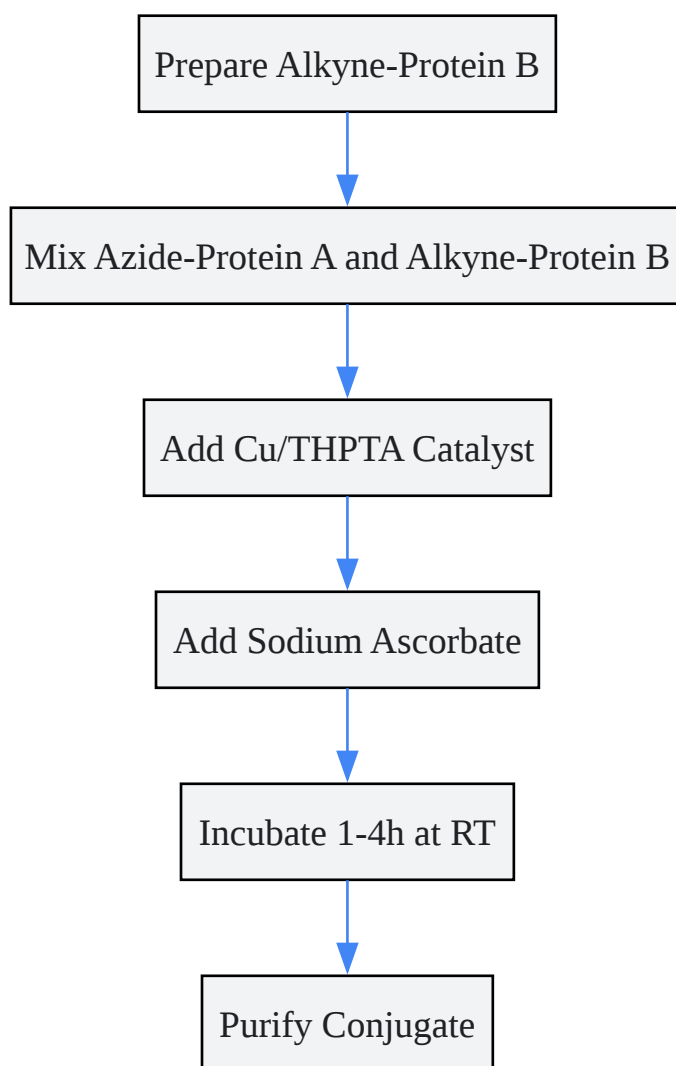 Prepare Alkyne-Protein B
Mix Azide-Protein A and Alkyne-Protein B
Add Cu/THPTA Catalyst
Add Sodium Ascorbate
Incubate 1-4h at RT
Purify Conjugate